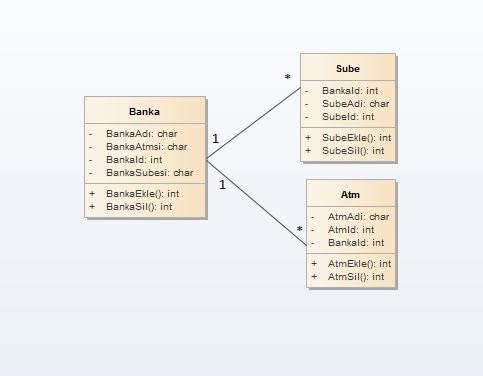 Banka
- BankaAdı: char
- BankaAtmsi: char
- BankaId: int
- BankaSubesi: char
+ BankaEkle(): int
+ BankaSil(): int
1
*
1
*
Sube
- BankaId: int
- SubeAdi: char
- SubeId: int
+ SubeEkle(): int
+ SubeSil(): int
Atm
- AtmAdi: char
- AtmId: int
- BankaId: int
+ AtmEkle(): int
+ AtmSil(): int